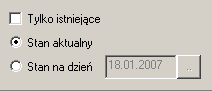 Tylko istniejące
Stan aktualny
Stan na dzień 18.01.2007 ..